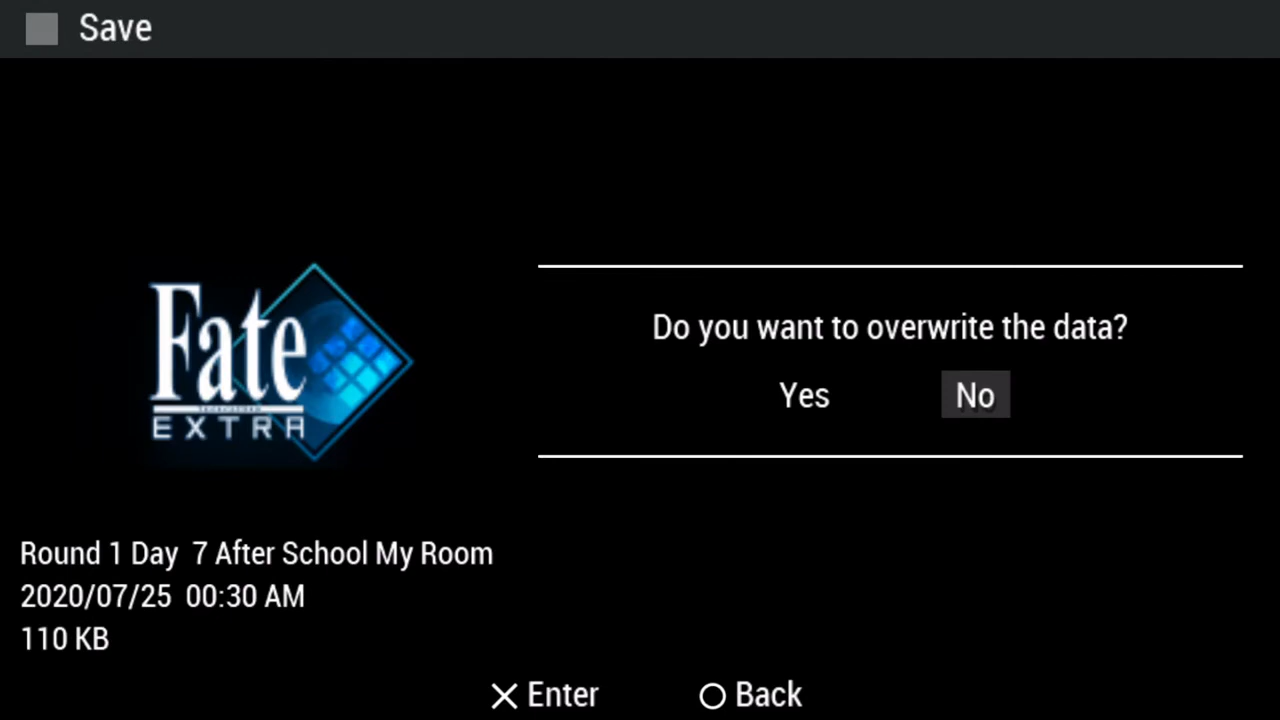 Save
Fate
EXTRA
Do you want to overwrite the data?
Yes No
Round 1 Day  7 After School My Room
2020/07/25  00:30 AM
110 KB
Enter Back